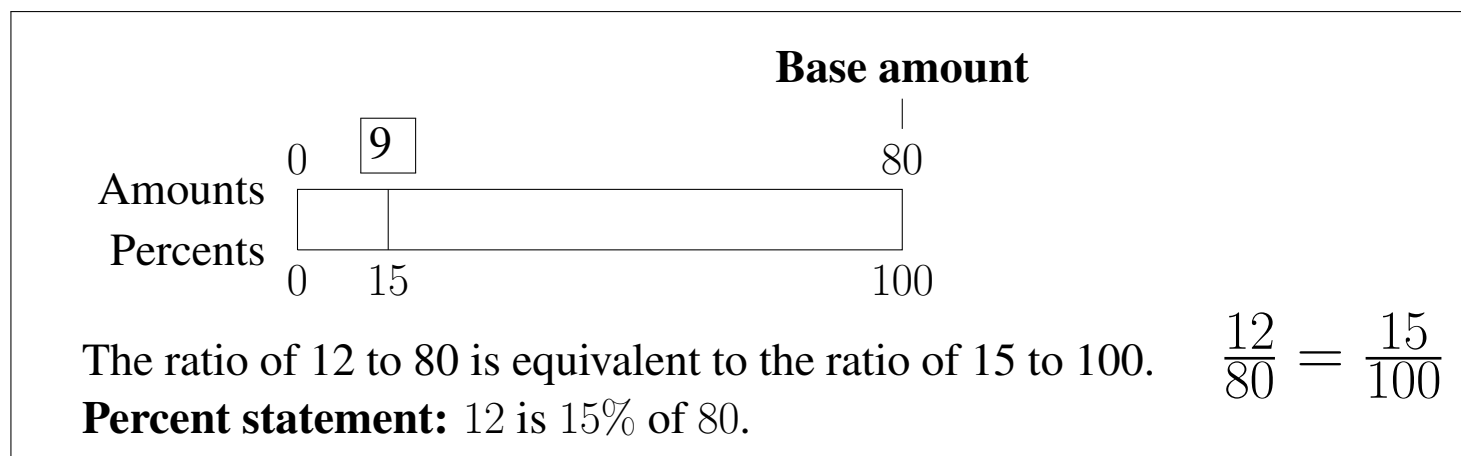 Base amount
0 9 80
Amounts
Percents
0 15 100
The ratio of 12 to 80 is equivalent to the ratio of 15 to 100. 12/80 = 15/100
Percent statement: 12 is 15% of 80.